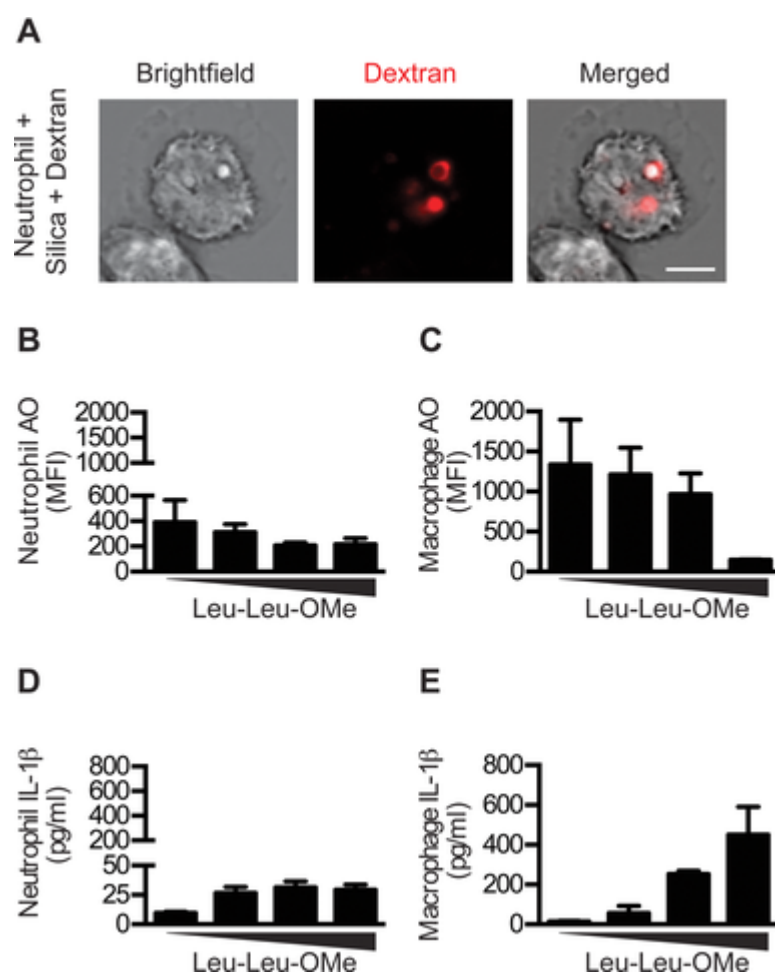 A
Brightfield
Dextran
Merged
Neutrophil +
Silica + Dextran
B
Neutrophil AO
(MFI)
2000
1500
1000
600
400
200
0
Leu-Leu-OMe
C
Macrophage AO
(MFI)
2000
1500
1000
500
0
Leu-Leu-OMe
D
Neutrophil IL-1β
(pg/ml)
800
600
400
200
50
25
0
Leu-Leu-OMe
E
Macrophage IL-1β
(pg/ml)
800
600
400
200
0
Leu-Leu-OMe